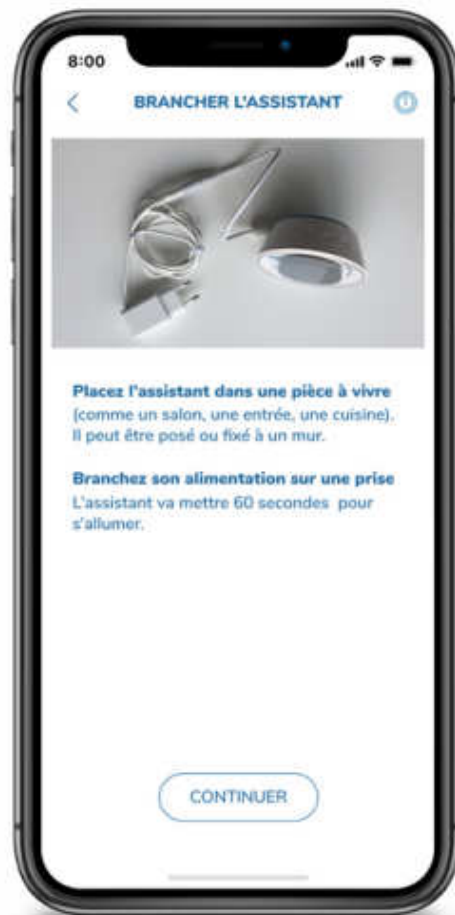 8:00
BRANCHER L'ASSISTANT
Placez l'assistant dans une pièce à vivre
(comme un salon, une entrée, une cuisine).
Il peut être posé ou fixé à un mur.
Branchez son alimentation sur une prise
L'assistant va mettre 60 secondes pour
s'allumer.
CONTINUER